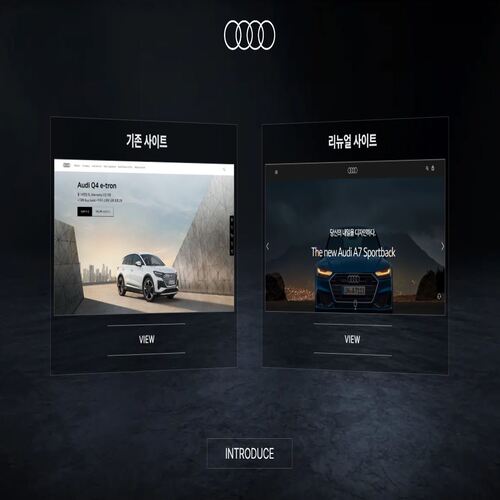 기존 사이트
Audi Q4 e-tron
VIEW
리뉴얼 사이트
당신의 내일을 디자인하다.
The new Audi A7 Sportback
VIEW
INTRODUCE